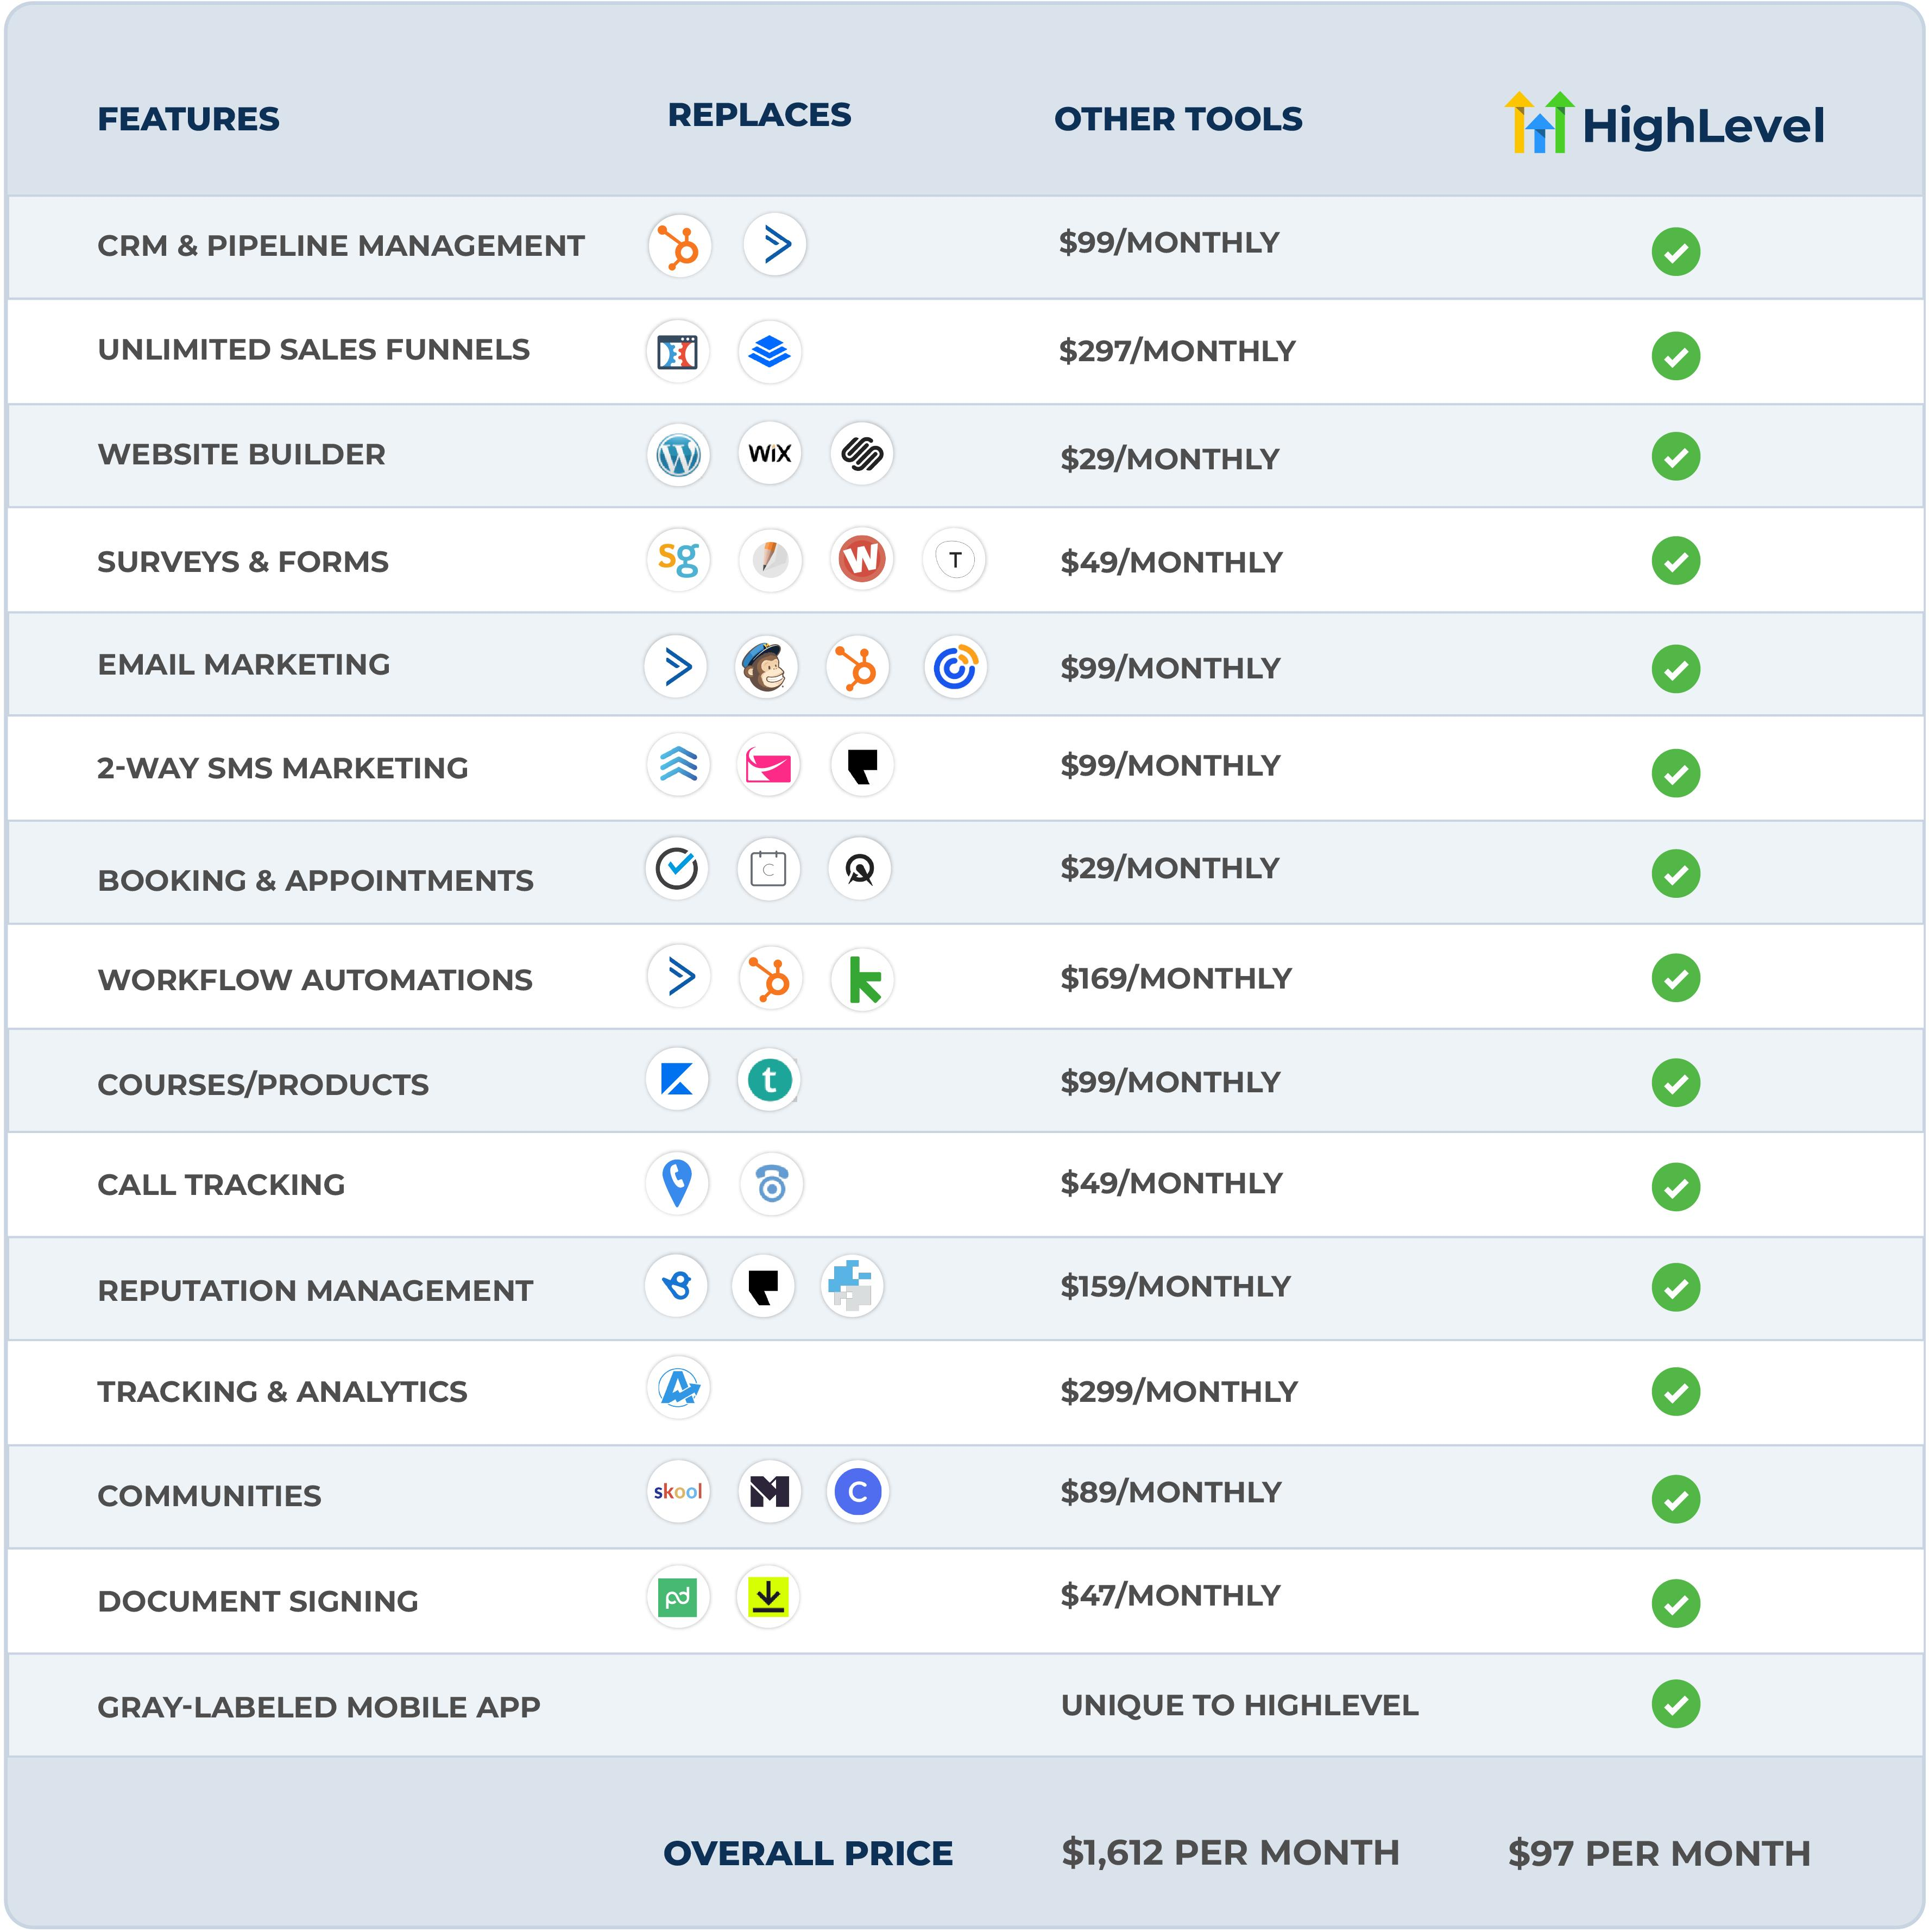 FEATURES REPLACES OTHER TOOLS HighLevel
CRM & PIPELINE MANAGEMENT $99/MONTHLY
UNLIMITED SALES FUNNELS $297/MONTHLY
WEBSITE BUILDER W WiX $29/MONTHLY
SURVEYS & FORMS sg W T $49/MONTHLY
EMAIL MARKETING $99/MONTHLY
2-WAY SMS MARKETING $99/MONTHLY
BOOKING & APPOINTMENTS C $29/MONTHLY
WORKFLOW AUTOMATIONS k $169/MONTHLY
COURSES/PRODUCTS K t $99/MONTHLY
CALL TRACKING $49/MONTHLY
REPUTATION MANAGEMENT $159/MONTHLY
TRACKING & ANALYTICS A $299/MONTHLY
COMMUNITIES skool M C $89/MONTHLY
DOCUMENT SIGNING pd $47/MONTHLY
GRAY-LABELED MOBILE APP UNIQUE TO HIGHLEVEL
OVERALL PRICE $1,612 PER MONTH $97 PER MONTH